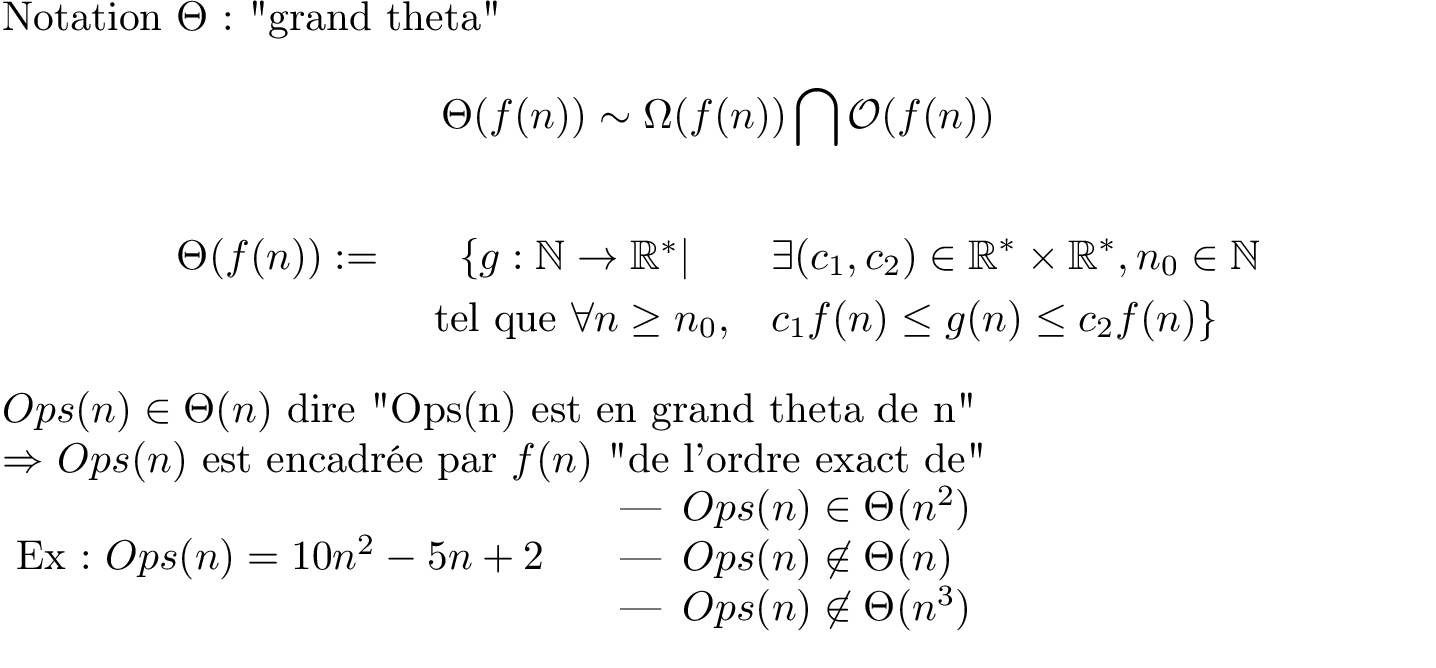 Notation Θ : "grand theta"
Θ(f(n)) ∼ Ω(f(n)) ⋂ 𝒪(f(n))
Θ(f(n)) := {g : ℕ → ℝ*| ∃(c₁, c₂) ∈ ℝ* × ℝ*, n₀ ∈ ℕ
tel que ∀n ≥ n₀, c₁f(n) ≤ g(n) ≤ c₂f(n)}
Ops(n) ∈ Θ(n) dire "Ops(n) est en grand theta de n"
⇒ Ops(n) est encadrée par f(n) "de l'ordre exact de"
— Ops(n) ∈ Θ(n²)
Ex : Ops(n) = 10n² − 5n + 2 — Ops(n) ∉ Θ(n)
— Ops(n) ∉ Θ(n³)